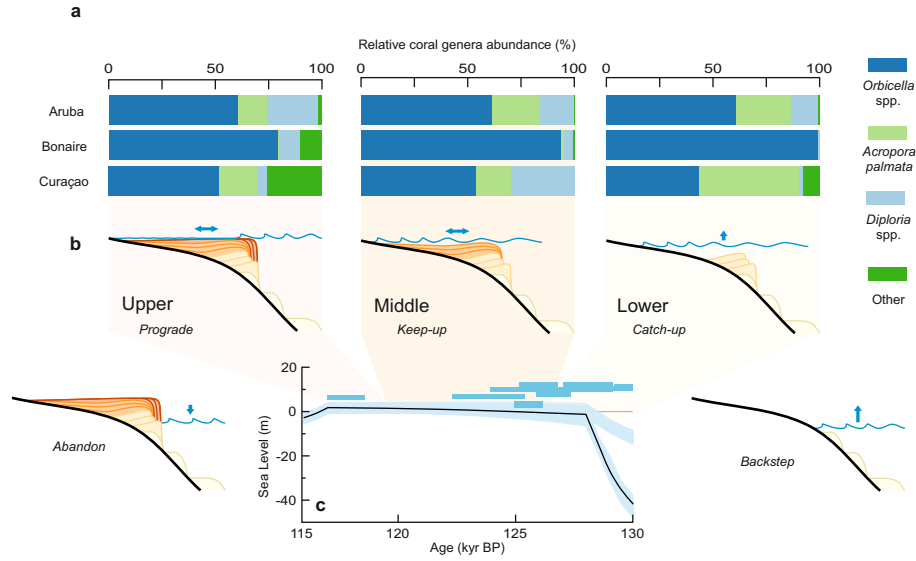 a
Relative coral genera abundance (%)
0 50 100 0 50 100 0 50 100
Aruba
Bonaire
Curaçao
Orbicella
spp.
Acropora
palmata
Diploria
spp.
Other
b
Upper
Prograde
Middle
Keep-up
Lower
Catch-up
Abandon
Backstep
20
0
-20
-40
Sea Level (m)
c
115 120 125 130
Age (kyr BP)